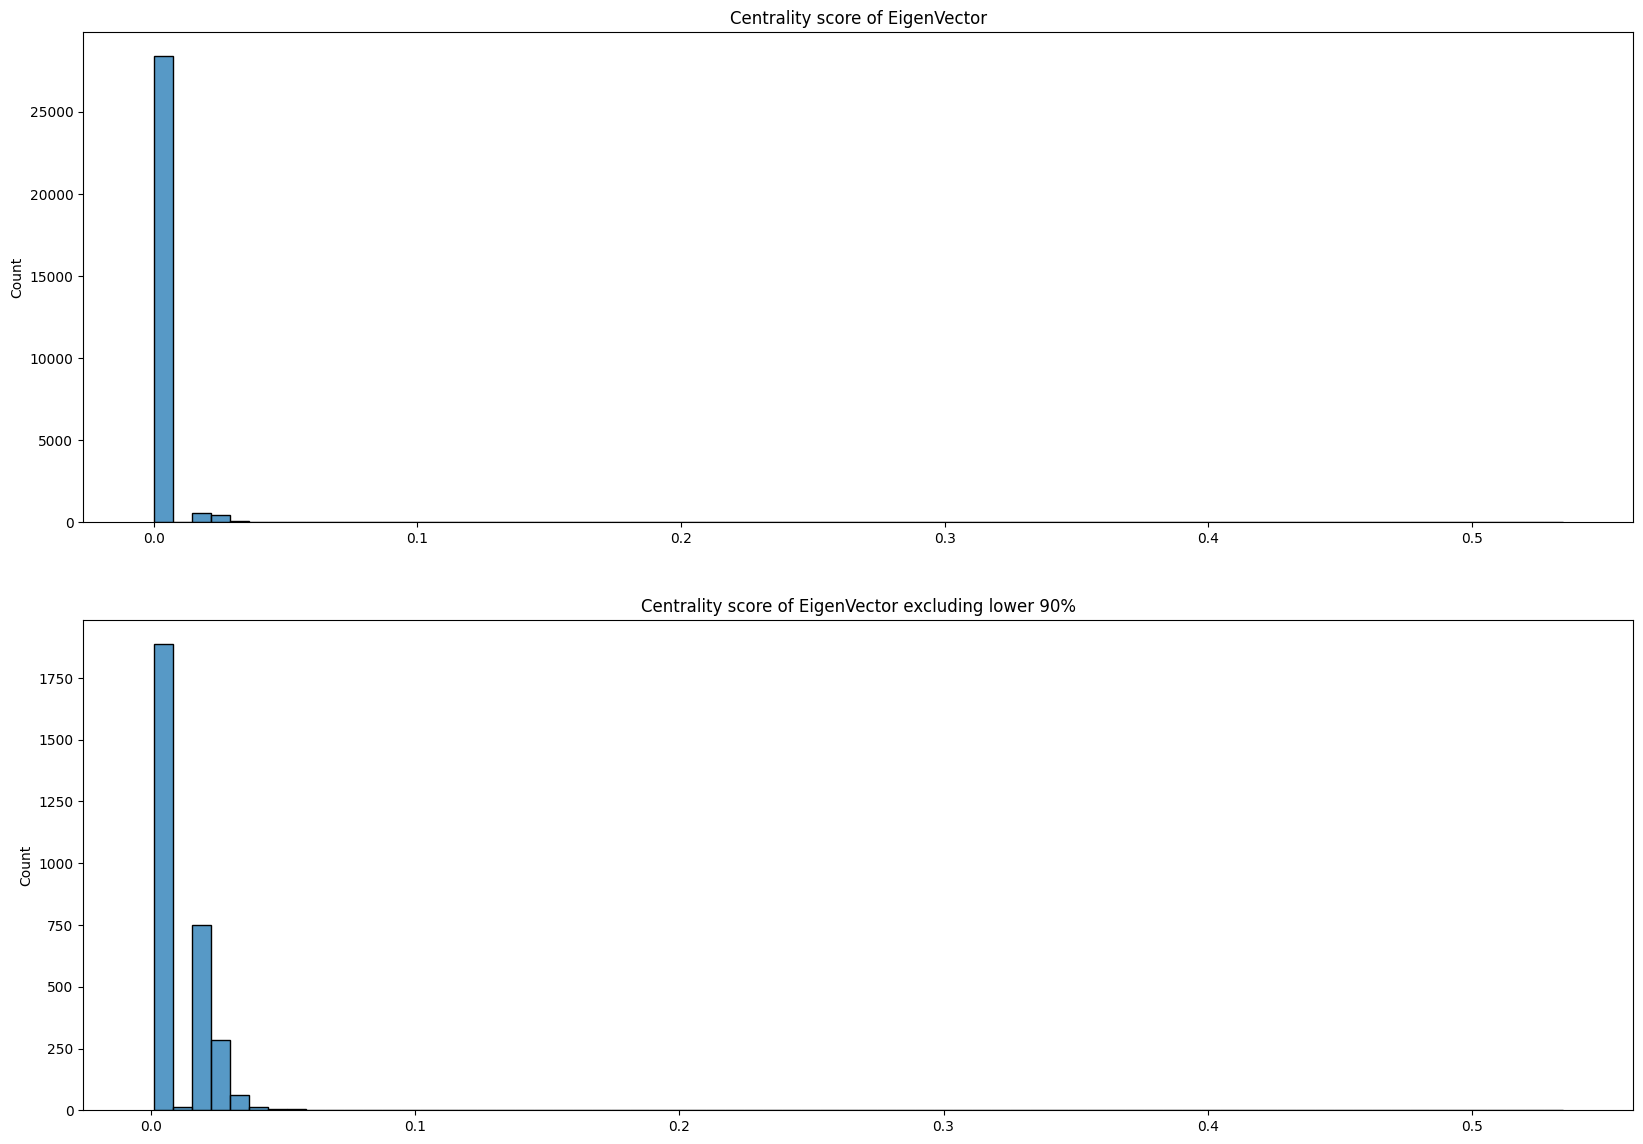 Centrality score of EigenVector
Count
25000
20000
15000
10000
5000
0
0.0 0.1 0.2 0.3 0.4 0.5
Centrality score of EigenVector excluding lower 90%
Count
1750
1500
1250
1000
750
500
250
0
0.0 0.1 0.2 0.3 0.4 0.5